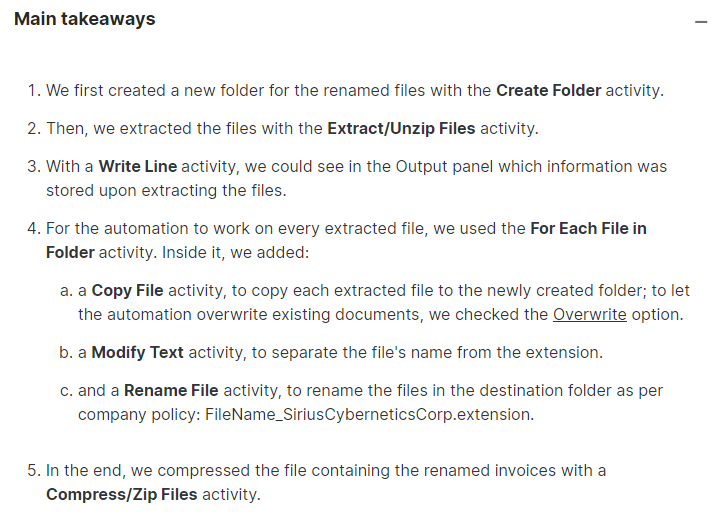 Main takeaways
1. We first created a new folder for the renamed files with the Create Folder activity.
2. Then, we extracted the files with the Extract/Unzip Files activity.
3. With a Write Line activity, we could see in the Output panel which information was
stored upon extracting the files.
4. For the automation to work on every extracted file, we used the For Each File in
Folder activity. Inside it, we added:
a. a Copy File activity, to copy each extracted file to the newly created folder; to let
the automation overwrite existing documents, we checked the Overwrite option.
b. a Modify Text activity, to separate the file's name from the extension.
c. and a Rename File activity, to rename the files in the destination folder as per
company policy: FileName_SiriusCyberneticsCorp.extension.
5. In the end, we compressed the file containing the renamed invoices with a
Compress/Zip Files activity.